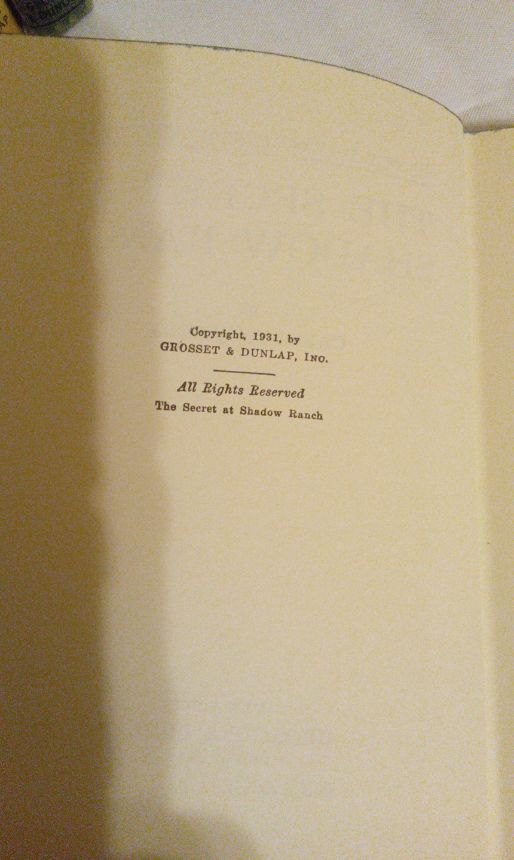 Copyright, 1931, by
GROSSET & DUNLAP, INC.
All Rights Reserved
The Secret at Shadow Ranch